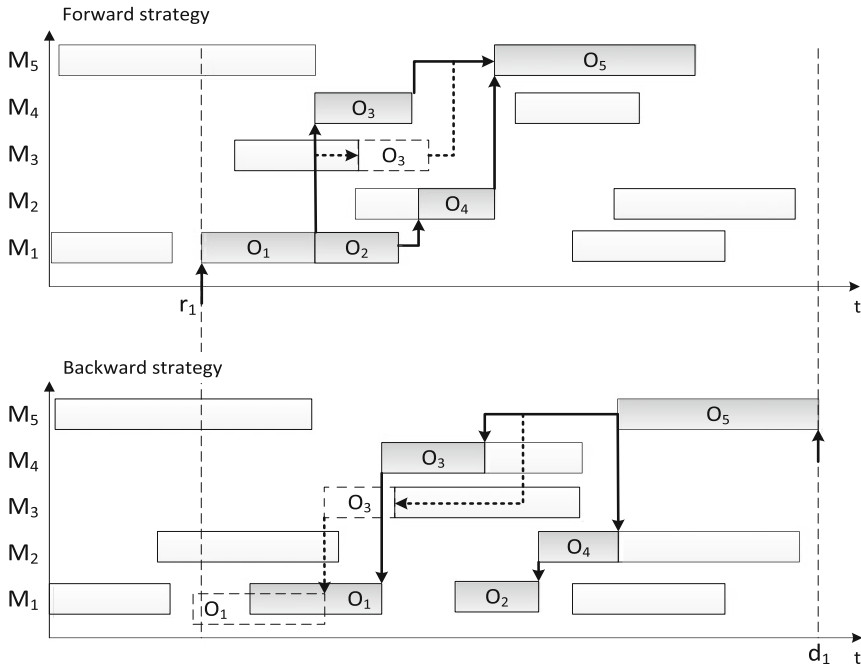 Forward strategy
M₅ O₅
M₄ O₃
M₃ O₃
M₂ O₄
M₁ O₁ O₂
r₁ t
Backward strategy
M₅ O₅
M₄ O₃
M₃ O₃
M₂ O₄
M₁ O₁ O₁ O₂
d₁ t